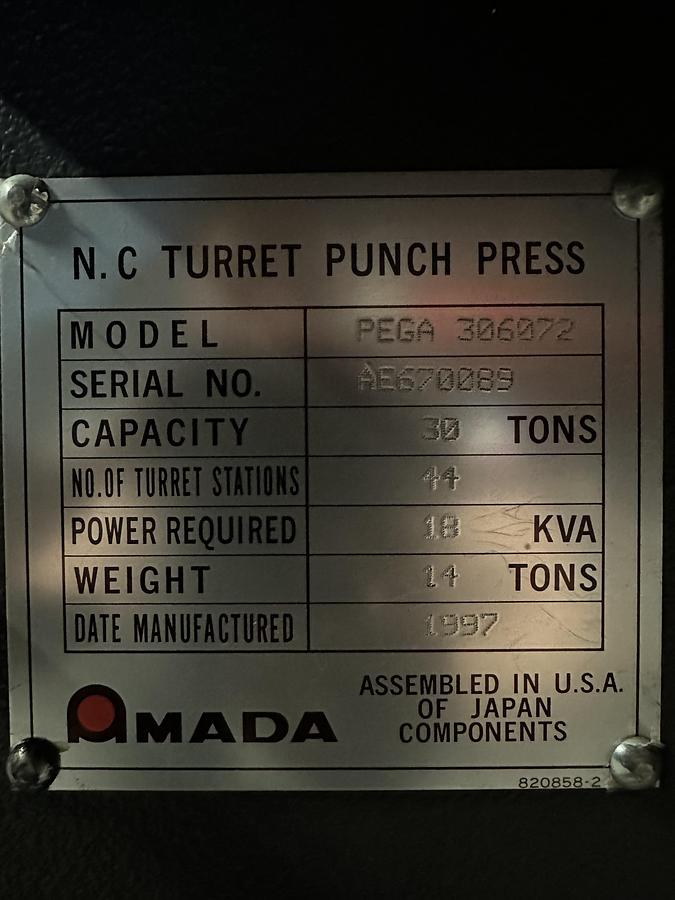 N.C TURRET PUNCH PRESS
MODEL PEGA 306072
SERIAL NO. AE670089
CAPACITY 30 TONS
NO.OF TURRET STATIONS 44
POWER REQUIRED 18 KVA
WEIGHT 14 TONS
DATE MANUFACTURED 1997
AMADA
ASSEMBLED IN U.S.A.
OF JAPAN
COMPONENTS
820858-2